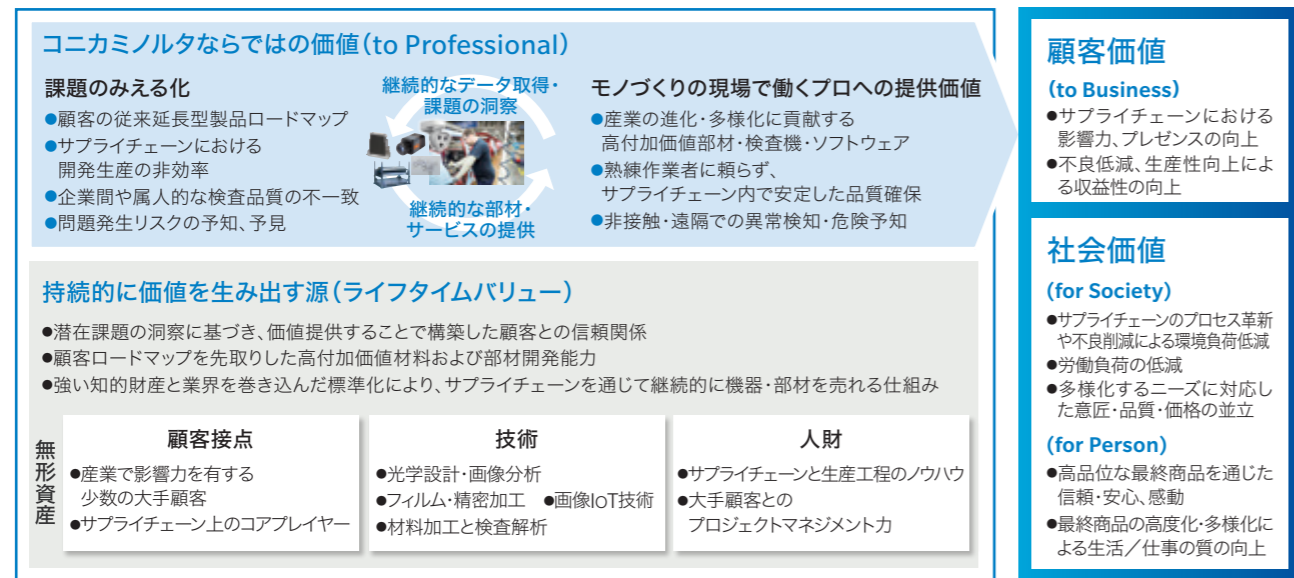 コニカミノルタならではの価値(to Professional)
課題のみえる化
●顧客の従来延長型製品ロードマップ
●サプライチェーンにおける
開発生産の非効率
●企業間や属人的な検査品質の不一致
●問題発生リスクの予知、予見
継続的なデータ取得・
課題の洞察
継続的な部材・
サービスの提供
モノづくりの現場で働くプロへの提供価値
●産業の進化・多様化に貢献する
高付加価値部材・検査機・ソフトウェア
●熟練作業者に頼らず、
サプライチェーン内で安定した品質確保
●非接触・遠隔での異常検知・危険予知
持続的に価値を生み出す源(ライフタイムバリュー)
●潜在課題の洞察に基づき、価値提供することで構築した顧客との信頼関係
●顧客ロードマップを先取りした高付加価値材料および部材開発能力
●強い知的財産と業界を巻き込んだ標準化により、サプライチェーンを通じて継続的に機器・部材を売れる仕組み
無形資産
顧客接点
●産業で影響力を有する
少数の大手顧客
●サプライチェーン上のコアプレイヤー
技術
●光学設計・画像分析
●フィルム・精密加工 ●画像IoT技術
●材料加工と検査解析
人財
●サプライチェーンと生産工程のノウハウ
●大手顧客との
プロジェクトマネジメント力
顧客価値
(to Business)
●サプライチェーンにおける
影響力、プレゼンスの向上
●不良低減、生産性向上によ
る収益性の向上
社会価値
(for Society)
●サプライチェーンのプロセス革新
や不良削減による環境負荷低減
●労働負荷の低減
●多様化するニーズに対応し
た意匠・品質・価格の並立
(for Person)
●高品位な最終商品を通じた
信頼・安心、感動
●最終商品の高度化・多様化に
よる生活／仕事の質の向上